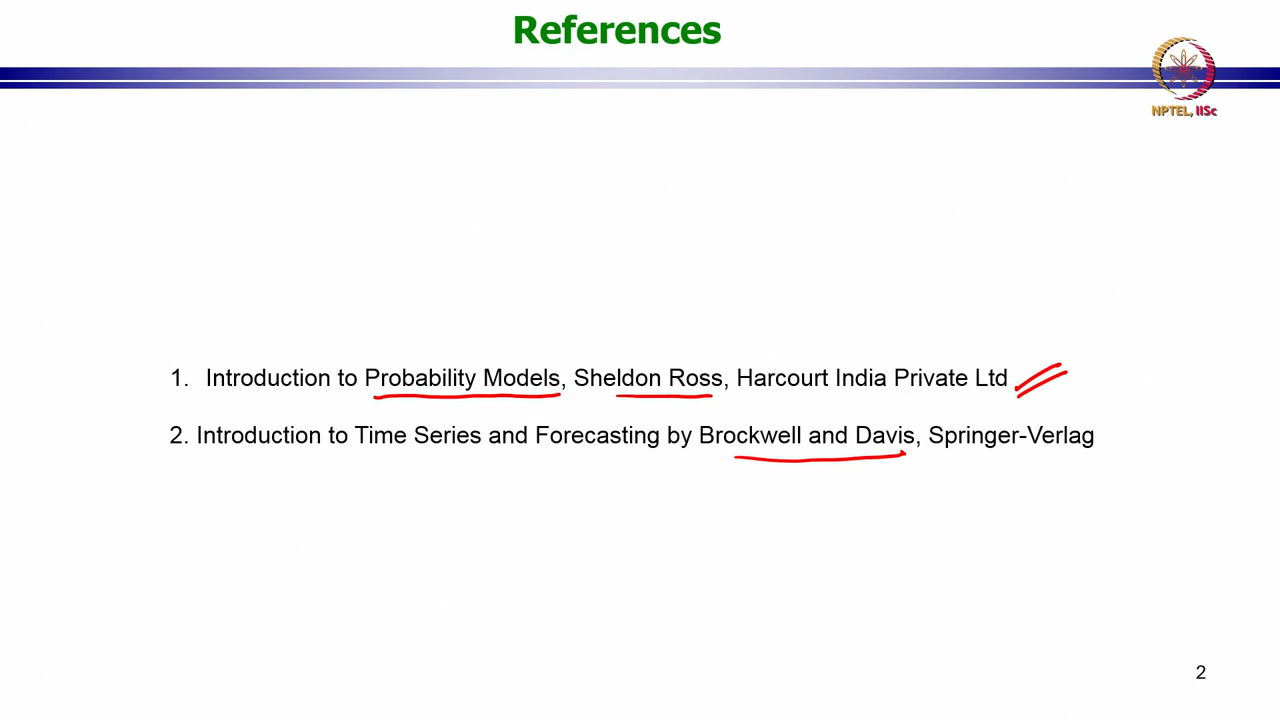 References
NPTEL, IISc
1. Introduction to Probability Models, Sheldon Ross, Harcourt India Private Ltd
2. Introduction to Time Series and Forecasting by Brockwell and Davis, Springer-Verlag
2